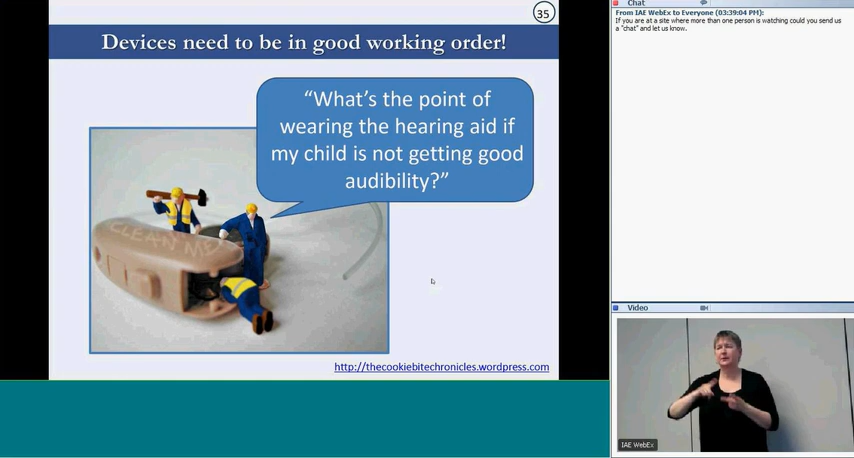 35
Devices need to be in good working order!
“What’s the point of
wearing the hearing aid if
my child is not getting good
audibility?”
CLEAN ME
http://thecookiebitechronicles.wordpress.com
Chat
From IAE WebEx to Everyone (03:39:04 PM):
If you are at a site where more than one person is watching could you send us
a "chat" and let us know.
Video
IAE WebEx